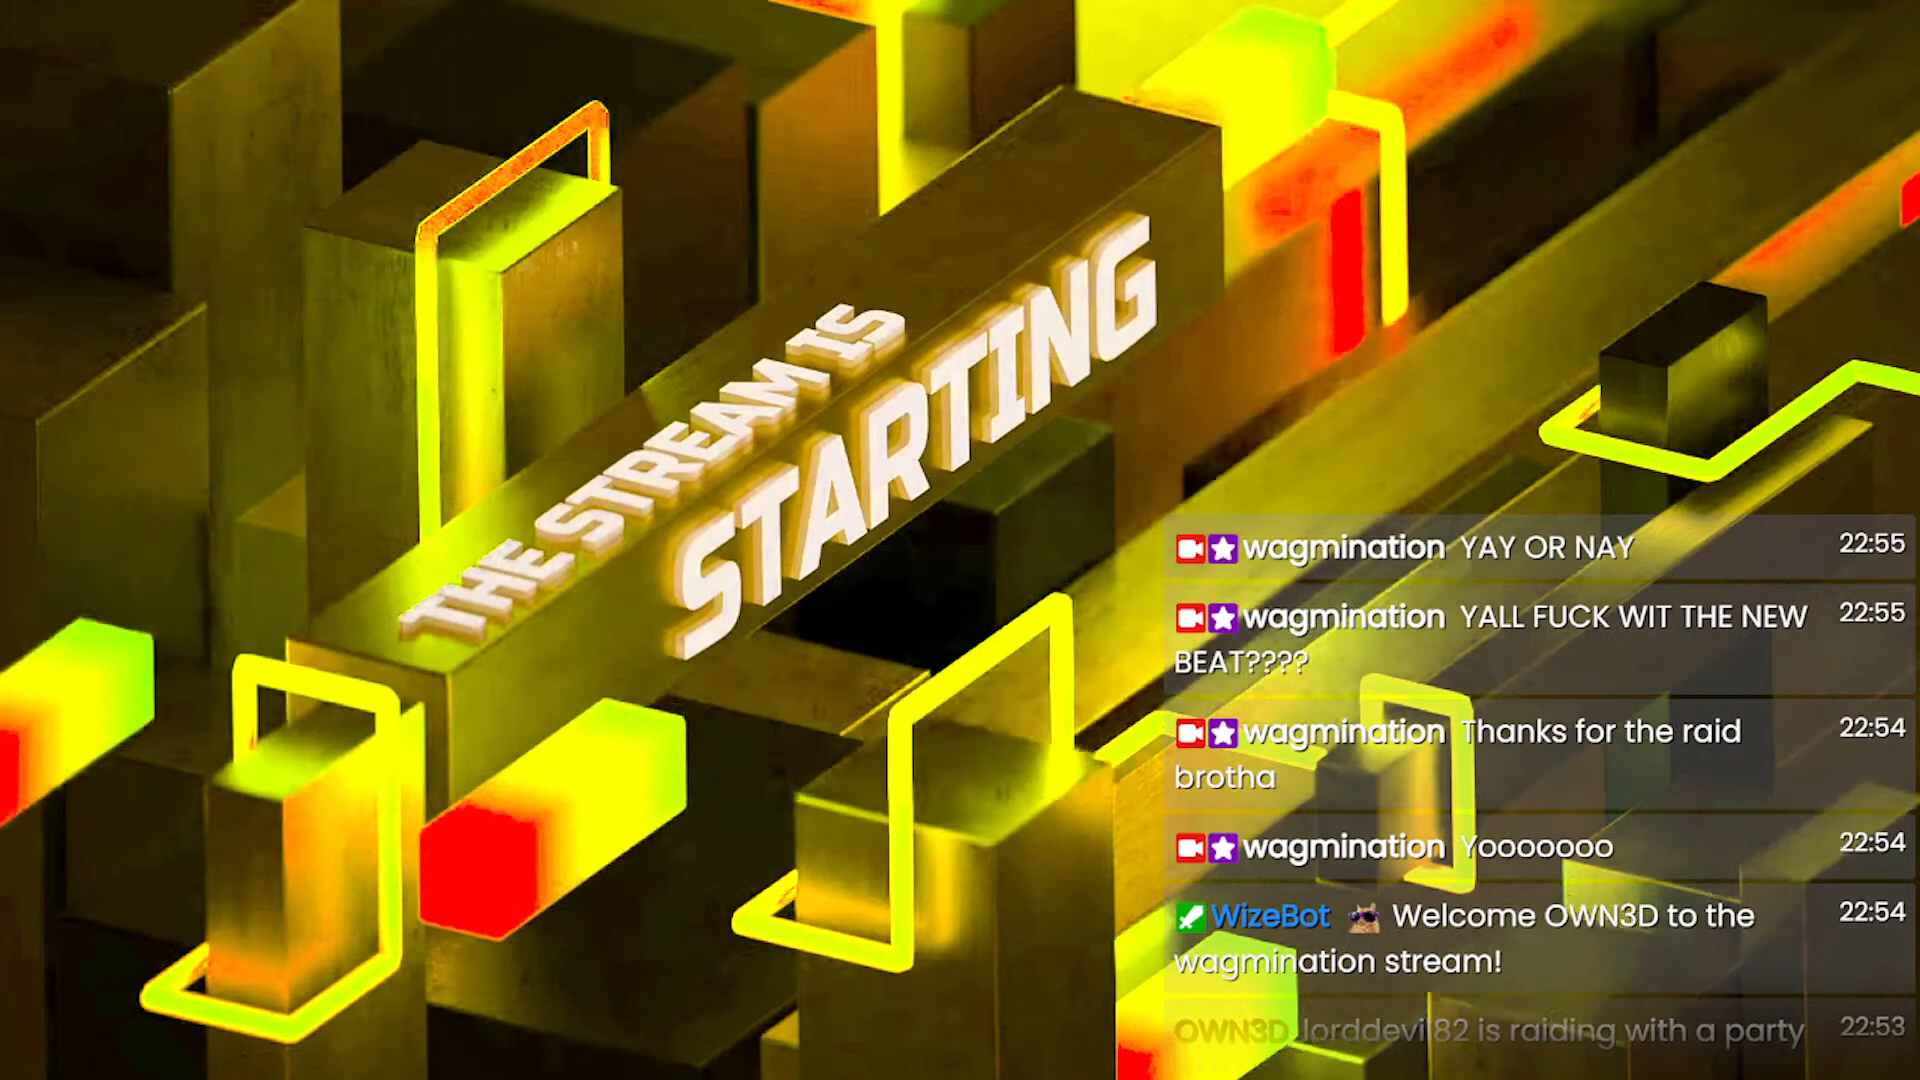 THE STREAM IS
STARTING
wagmination YAY OR NAY 22:55
wagmination YALL FUCK WIT THE NEW 22:55
BEAT????
wagmination Thanks for the raid 22:54
brotha
wagmination Yooooooo 22:54
WizeBot Welcome OWN3D to the 22:54
wagmination stream!
OWN3D lorddevil82 is raiding with a party 22:53